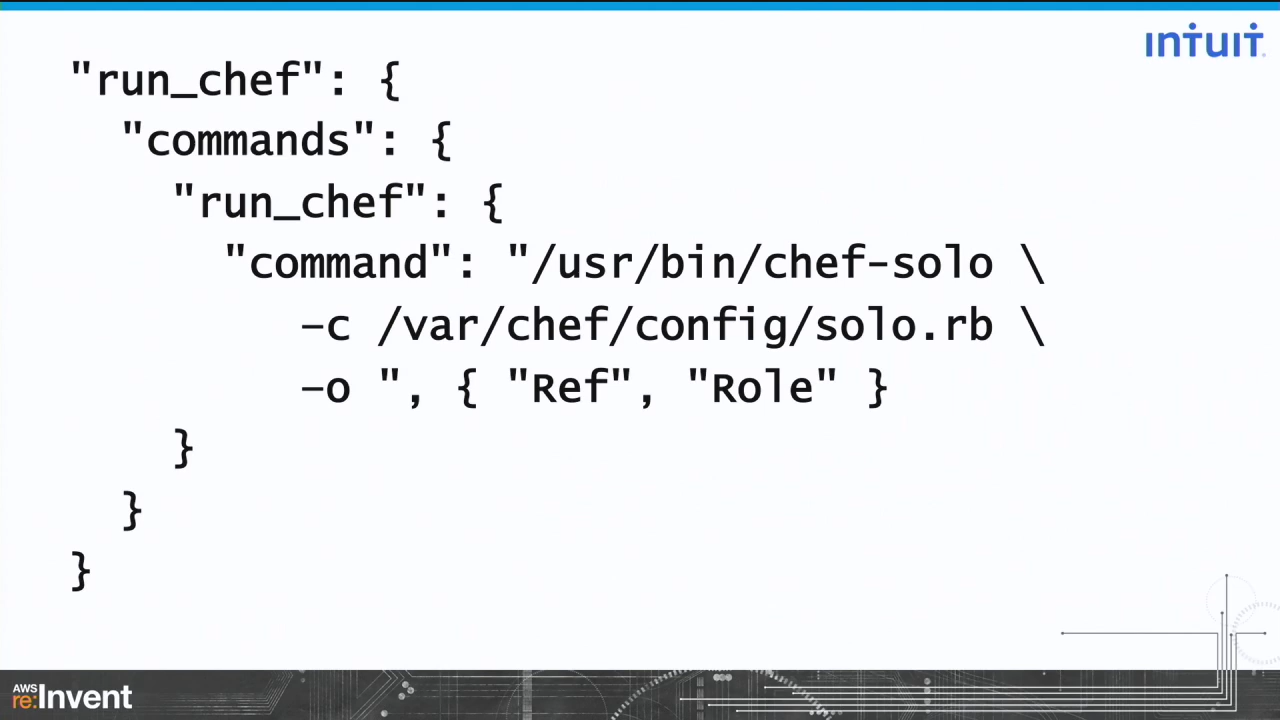 INTUIT
"run_chef": {
"commands": {
"run_chef": {
"command": "/usr/bin/chef-solo \
-c /var/chef/config/solo.rb \
-o ", { "Ref", "Role" }
}
}
}
AWS
re:Invent